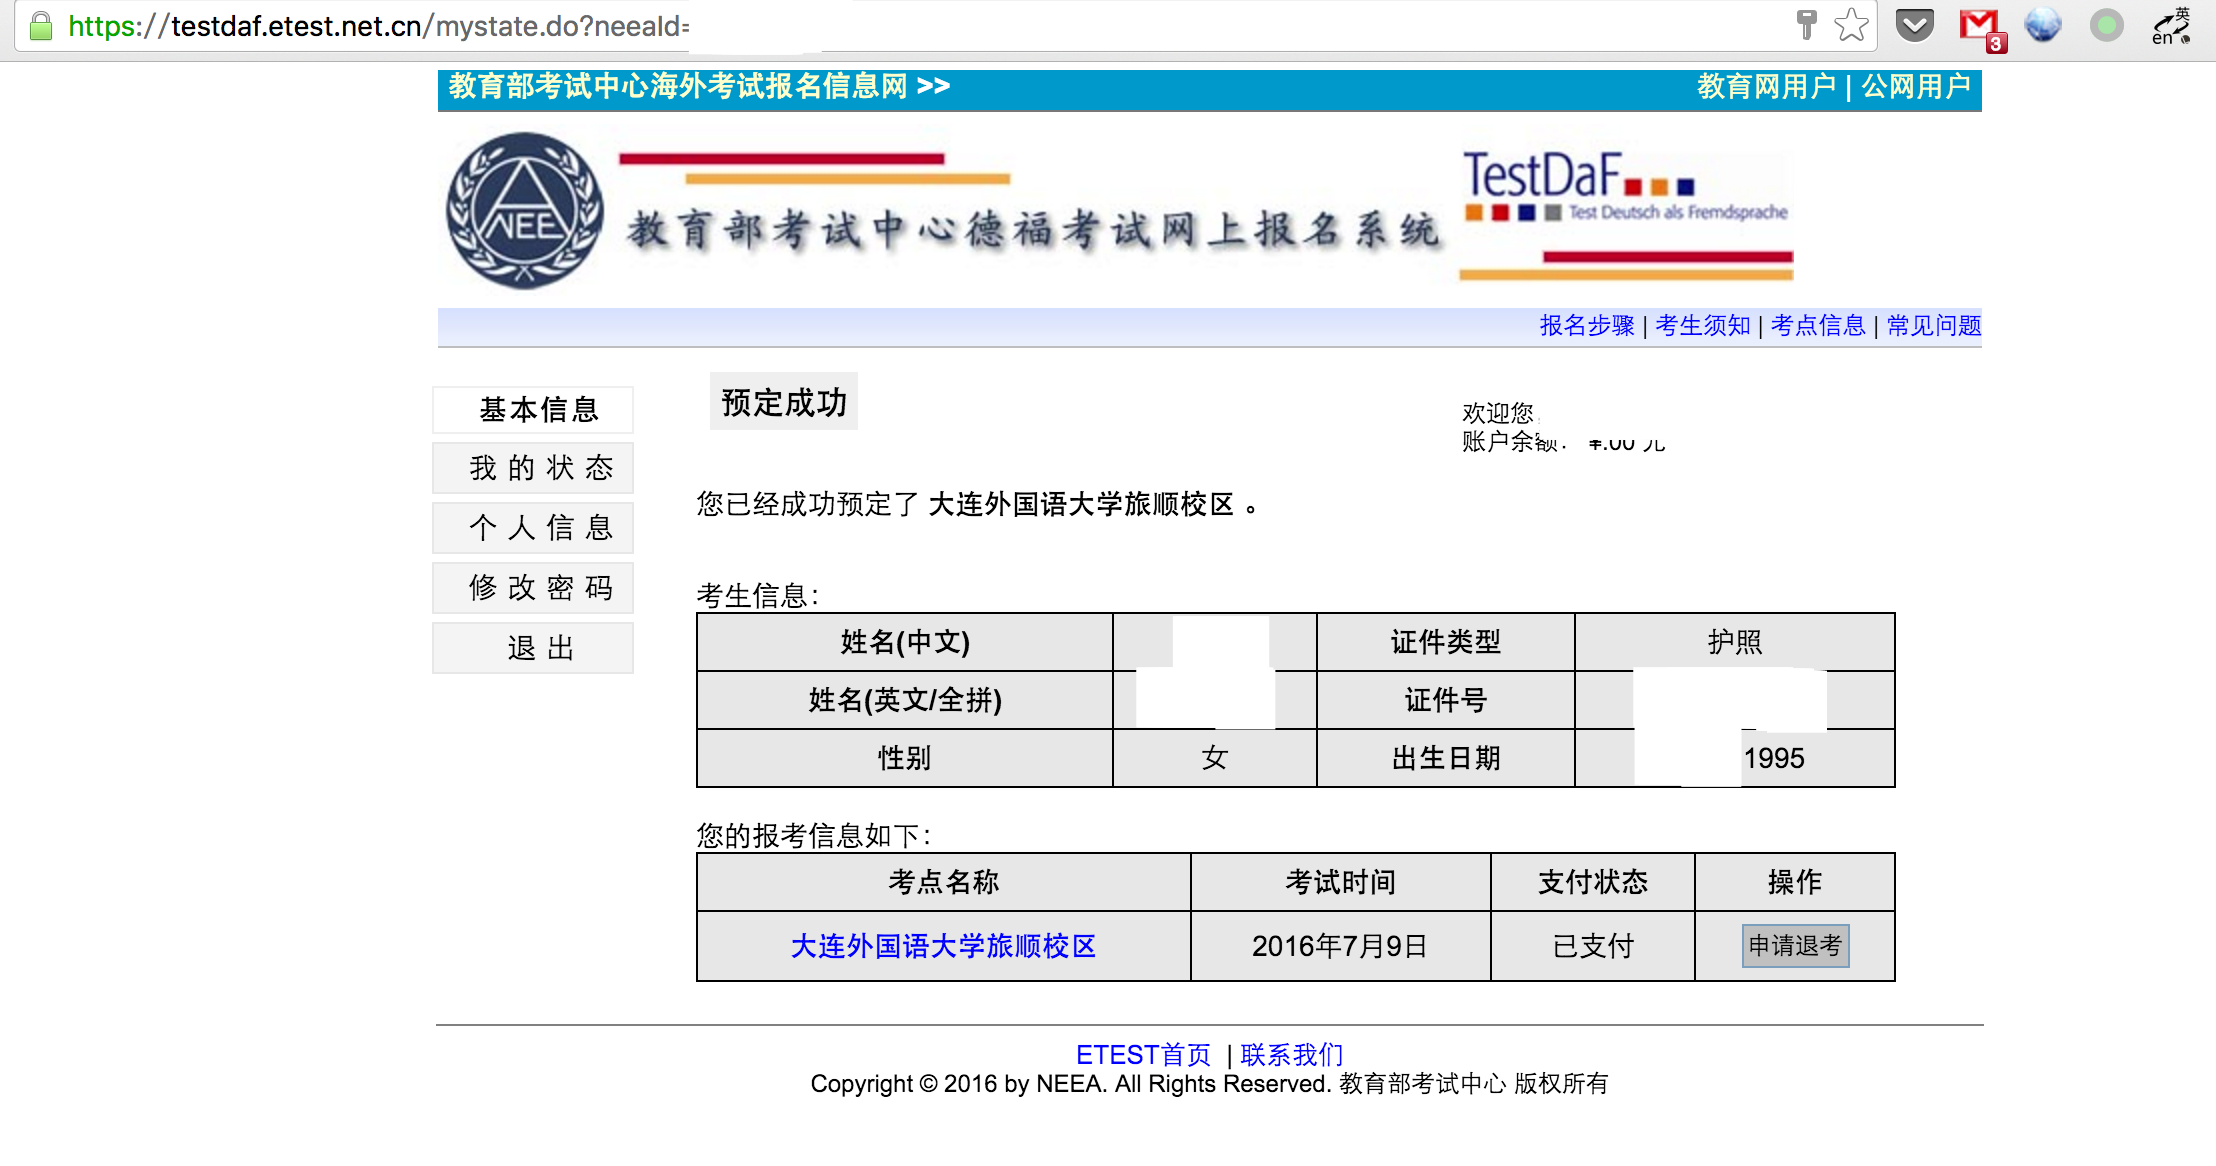 https://testdaf.etest.net.cn/mystate.do?neeaId=
3
英
en
教育部考试中心海外考试报名信息网 >>
教育网用户 | 公网用户
NEEA
教育部考试中心德福考试网上报名系统
TestDaF
Test Deutsch als Fremdsprache
报名步骤 | 考生须知 | 考点信息 | 常见问题
基本信息
我的状态
个人信息
修改密码
退出
预定成功
欢迎您
账户余额: ¥.00 元
您已经成功预定了 大连外国语大学旅顺校区 。
考生信息:
姓名(中文) 证件类型 护照
姓名(英文/全拼) 证件号
性别 女 出生日期 1995
您的报考信息如下:
考点名称 考试时间 支付状态 操作
大连外国语大学旅顺校区 2016年7月9日 已支付 申请退考
ETEST首页 | 联系我们
Copyright © 2016 by NEEA. All Rights Reserved. 教育部考试中心 版权所有